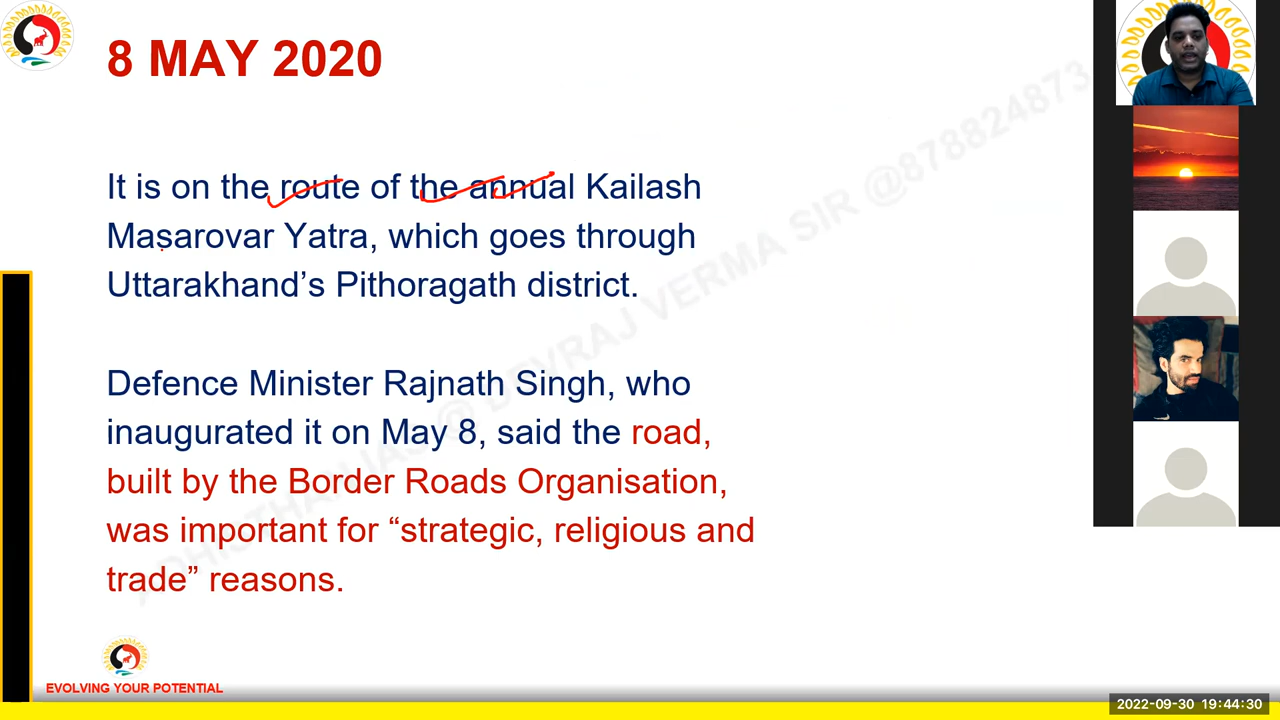 8 MAY 2020
It is on the route of the annual Kailash
Masarovar Yatra, which goes through
Uttarakhand’s Pithoragath district.
Defence Minister Rajnath Singh, who
inaugurated it on May 8, said the road,
built by the Border Roads Organisation,
was important for “strategic, religious and
trade” reasons.
EVOLVING YOUR POTENTIAL
2022-09-30 19:44:30